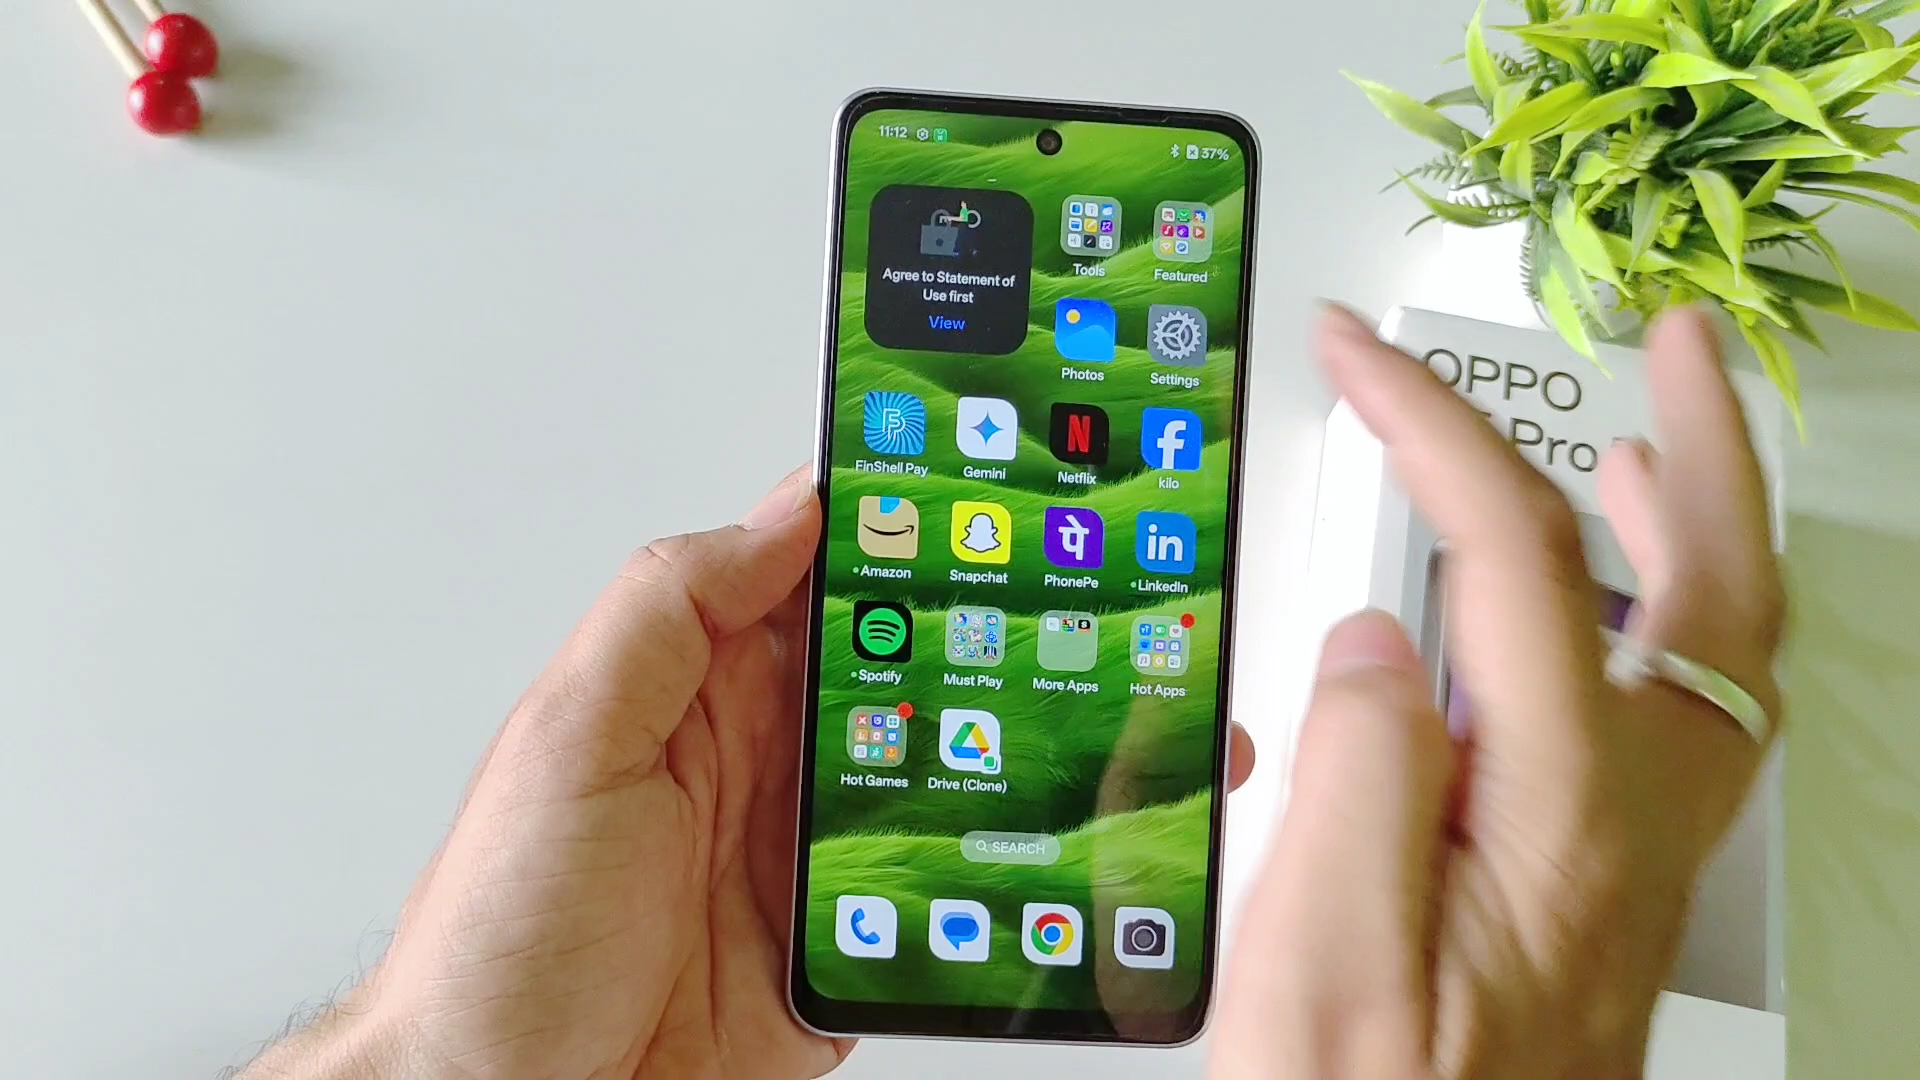 11:12
37%
Agree to Statement of
Use first
View
Tools
Featured
Photos
Settings
FinShell Pay
Gemini
N
Netflix
f
kilo
Amazon
Snapchat
पे
PhonePe
in
LinkedIn
Spotify
Must Play
More Apps
Hot Apps
Hot Games
Drive (Clone)
SEARCH
OPPO
Pro